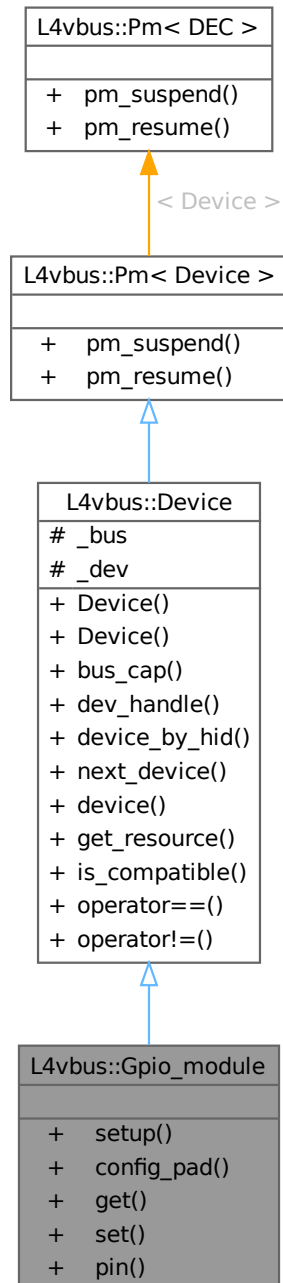 L4vbus::Pm< DEC >
+ pm_suspend()
+ pm_resume()
< Device >
L4vbus::Pm< Device >
+ pm_suspend()
+ pm_resume()
L4vbus::Device
# _bus
# _dev
+ Device()
+ Device()
+ bus_cap()
+ dev_handle()
+ device_by_hid()
+ next_device()
+ device()
+ get_resource()
+ is_compatible()
+ operator==()
+ operator!=()
L4vbus::Gpio_module
+ setup()
+ config_pad()
+ get()
+ set()
+ pin()